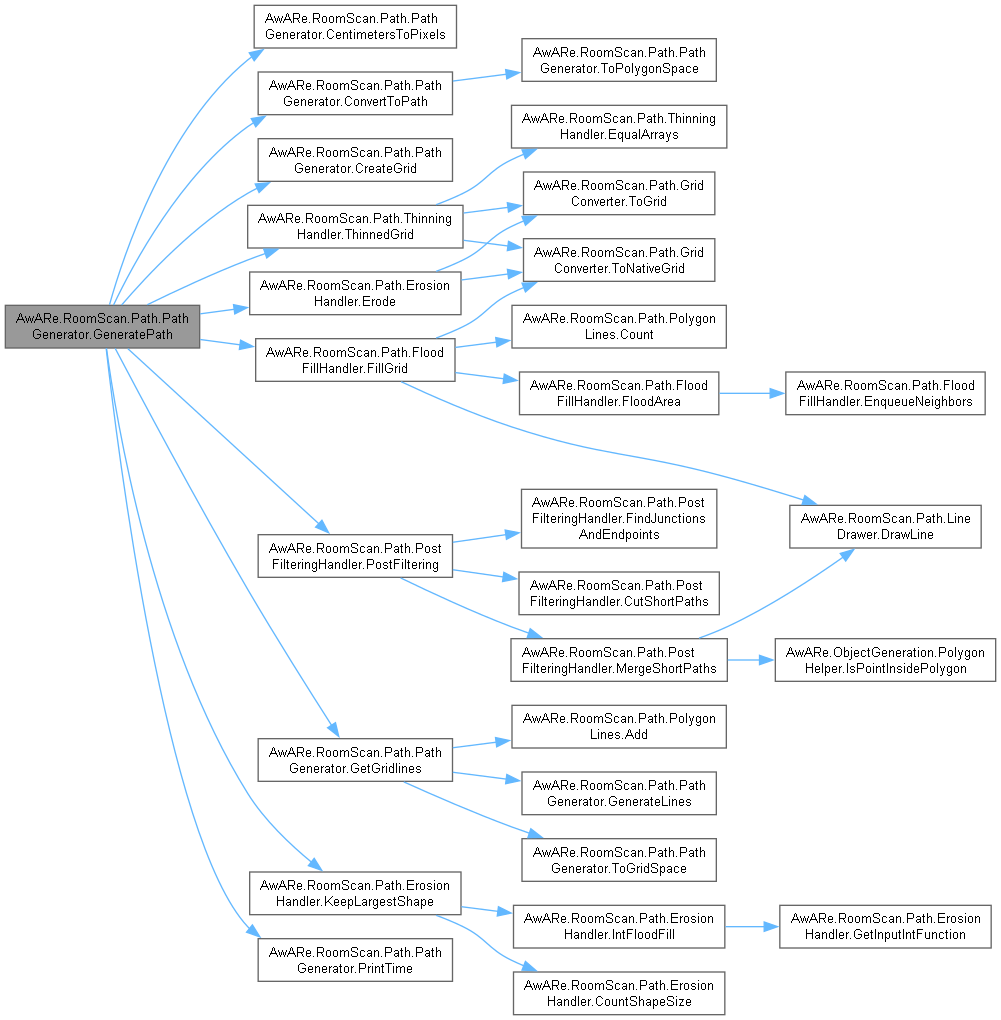 AwARe.RoomScan.Path.Path
Generator.GeneratePath
AwARe.RoomScan.Path.Path
Generator.CentimetersToPixels
AwARe.RoomScan.Path.Path
Generator.ConvertToPath
AwARe.RoomScan.Path.Path
Generator.CreateGrid
AwARe.RoomScan.Path.Thinning
Handler.ThinnedGrid
AwARe.RoomScan.Path.Erosion
Handler.Erode
AwARe.RoomScan.Path.Flood
FillHandler.FillGrid
AwARe.RoomScan.Path.Post
FilteringHandler.PostFiltering
AwARe.RoomScan.Path.Path
Generator.GetGridlines
AwARe.RoomScan.Path.Erosion
Handler.KeepLargestShape
AwARe.RoomScan.Path.Path
Generator.PrintTime
AwARe.RoomScan.Path.Path
Generator.ToPolygonSpace
AwARe.RoomScan.Path.Thinning
Handler.EqualArrays
AwARe.RoomScan.Path.Grid
Converter.ToGrid
AwARe.RoomScan.Path.Grid
Converter.ToNativeGrid
AwARe.RoomScan.Path.Polygon
Lines.Count
AwARe.RoomScan.Path.Flood
FillHandler.FloodArea
AwARe.RoomScan.Path.Post
FilteringHandler.FindJunctions
AndEndpoints
AwARe.RoomScan.Path.Post
FilteringHandler.CutShortPaths
AwARe.RoomScan.Path.Post
FilteringHandler.MergeShortPaths
AwARe.RoomScan.Path.Polygon
Lines.Add
AwARe.RoomScan.Path.Path
Generator.GenerateLines
AwARe.RoomScan.Path.Path
Generator.ToGridSpace
AwARe.RoomScan.Path.Erosion
Handler.IntFloodFill
AwARe.RoomScan.Path.Erosion
Handler.CountShapeSize
AwARe.RoomScan.Path.Flood
FillHandler.EnqueueNeighbors
AwARe.RoomScan.Path.Line
Drawer.DrawLine
AwARe.ObjectGeneration.Polygon
Helper.IsPointInsidePolygon
AwARe.RoomScan.Path.Erosion
Handler.GetInputIntFunction